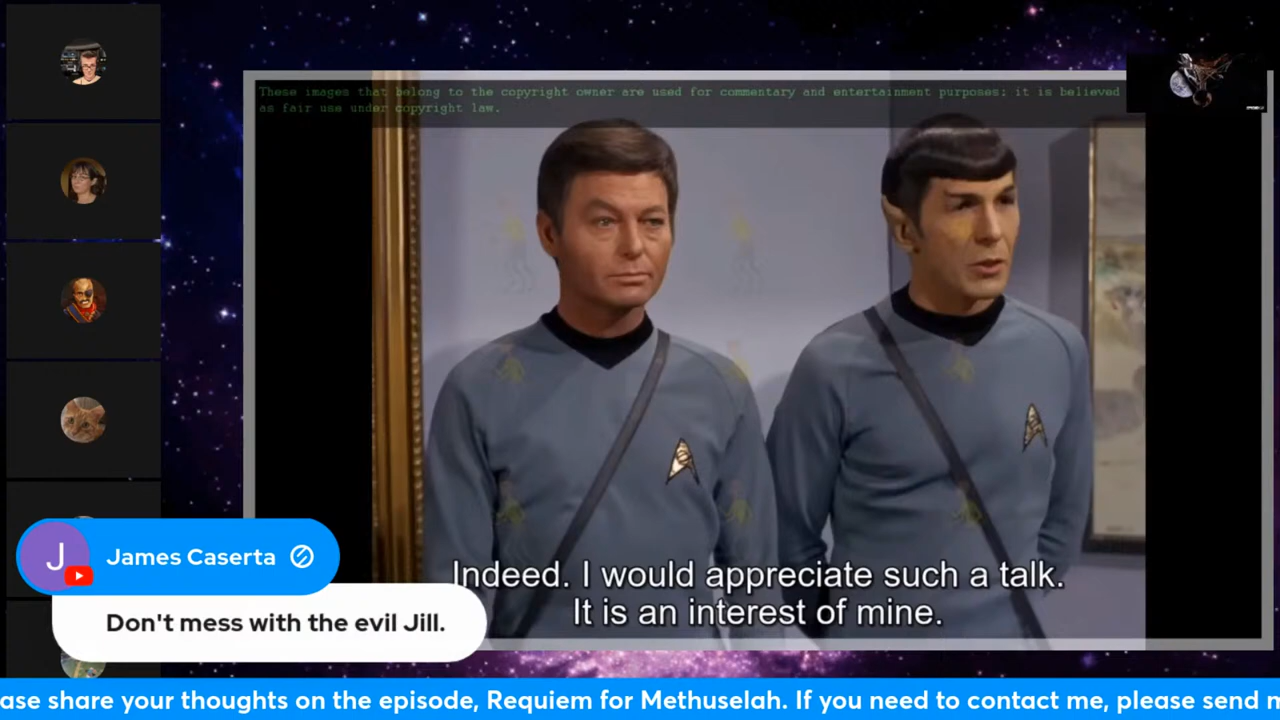 These images that belong to the copyright owner are used for commentary and entertainment purposes; it is believed
as fair use under copyright law.
J
James Caserta
Indeed. I would appreciate such a talk.
It is an interest of mine.
Don't mess with the evil Jill.
ase share your thoughts on the episode, Requiem for Methuselah. If you need to contact me, please send